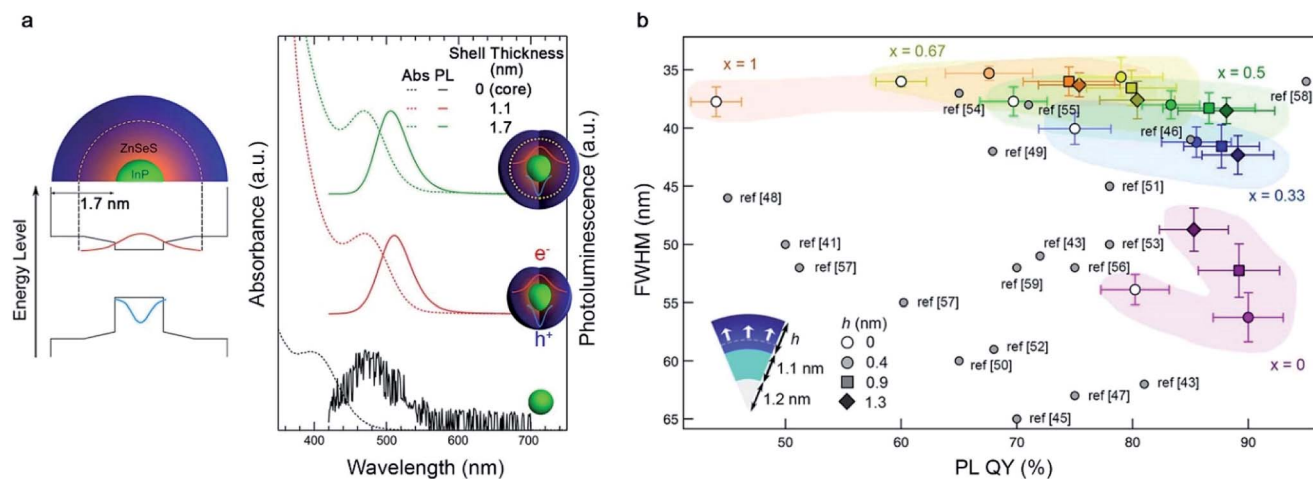 a
ZnSeS
InP
1.7 nm
Energy Level
Absorbance (a.u.)
Shell Thickness
(nm)
Abs PL
0 (core)
1.1
1.7
e⁻
h⁺
400 500 600 700
Wavelength (nm)
Photoluminescence (a.u.)
b
x = 1
x = 0.67
x = 0.5
x = 0.33
x = 0
ref [58]
ref [54]
ref [55]
ref [46]
ref [49]
ref [51]
ref [48]
ref [41]
ref [43]
ref [53]
ref [57]
ref [59]
ref [56]
ref [57]
ref [52]
ref [50]
ref [43]
ref [47]
ref [45]
h
1.1 nm
1.2 nm
h (nm)
0
0.4
0.9
1.3
35
40
45
50
55
60
65
FWHM (nm)
50 60 70 80 90
PL QY (%)